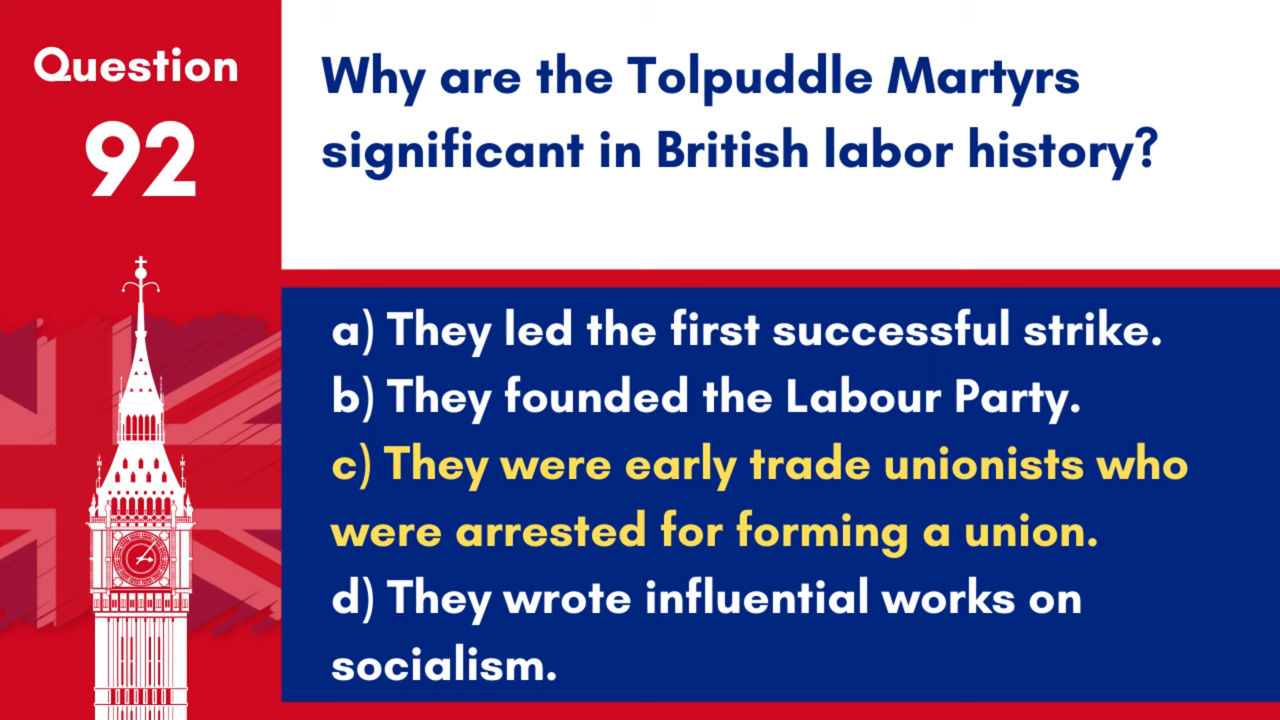 Question
92
Why are the Tolpuddle Martyrs
significant in British labor history?
a) They led the first successful strike.
b) They founded the Labour Party.
c) They were early trade unionists who
were arrested for forming a union.
d) They wrote influential works on
socialism.